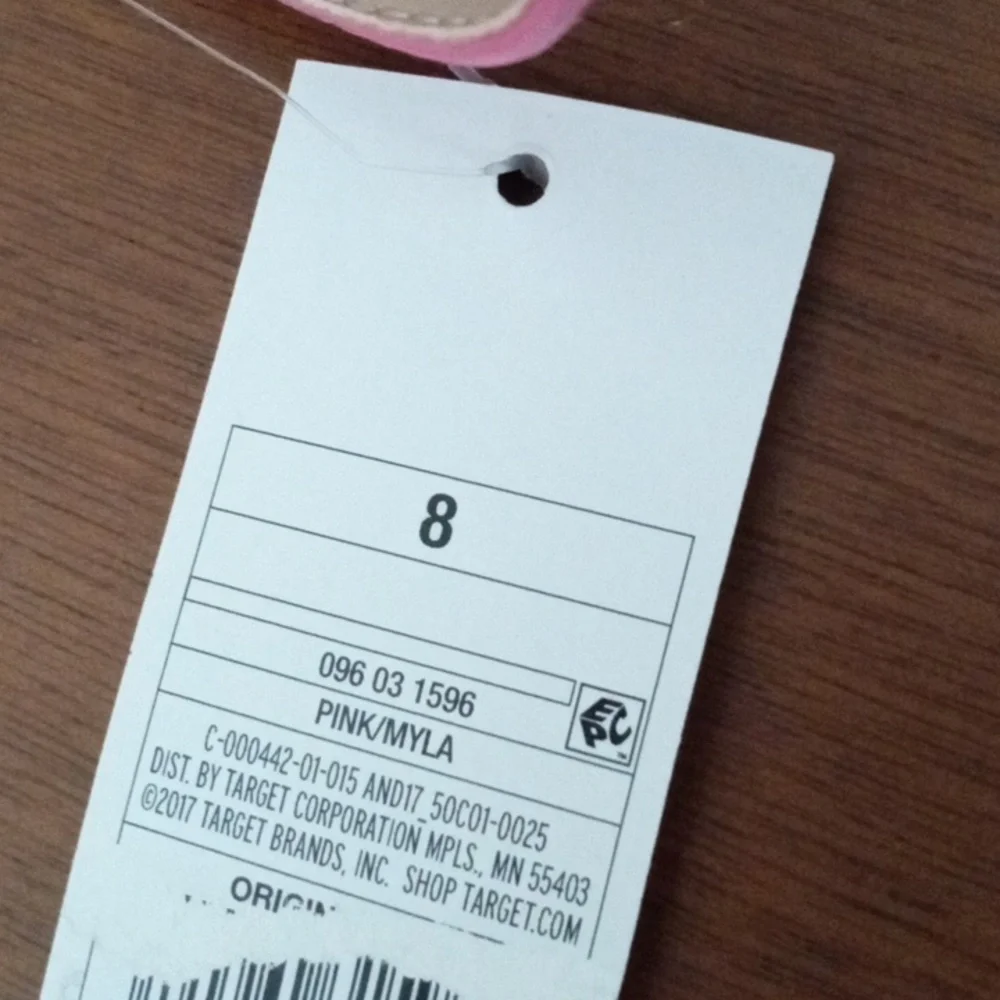 8
096 03 1596
EPC
PINK/MYLA
C-000442-01-015 AND17_50C01-0025
DIST. BY TARGET CORPORATION MPLS., MN 55403
©2017 TARGET BRANDS, INC. SHOP TARGET.COM
ORIGIN